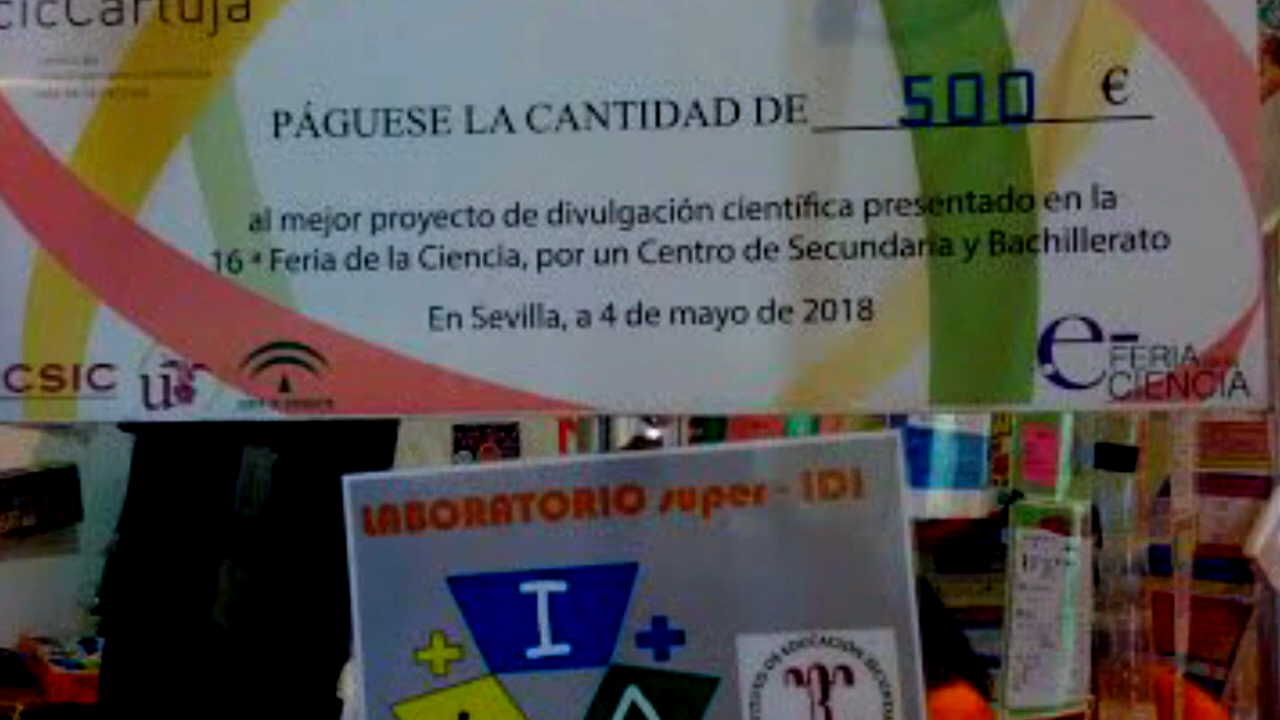 cicCartuja
PÁGUESE LA CANTIDAD DE 500 €
al mejor proyecto de divulgación científica presentado en la
16ª Feria de la Ciencia, por un Centro de Secundaria y Bachillerato
En Sevilla, a 4 de mayo de 2018
CSIC
FERIA
CIENCIA
LABORATORIO super - IDI
I